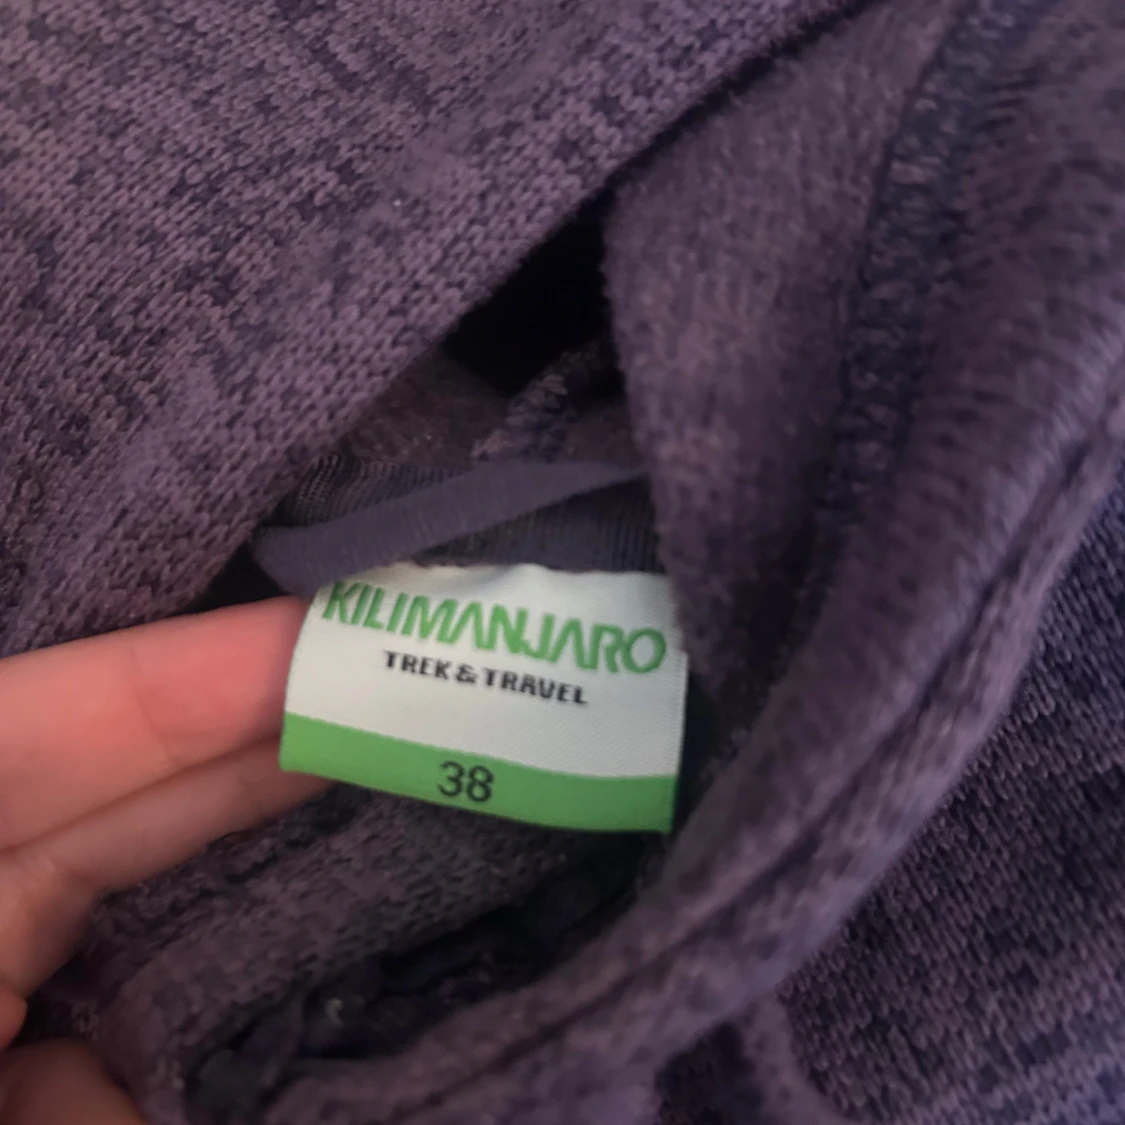 KILIMANJARO
TREK & TRAVEL
38